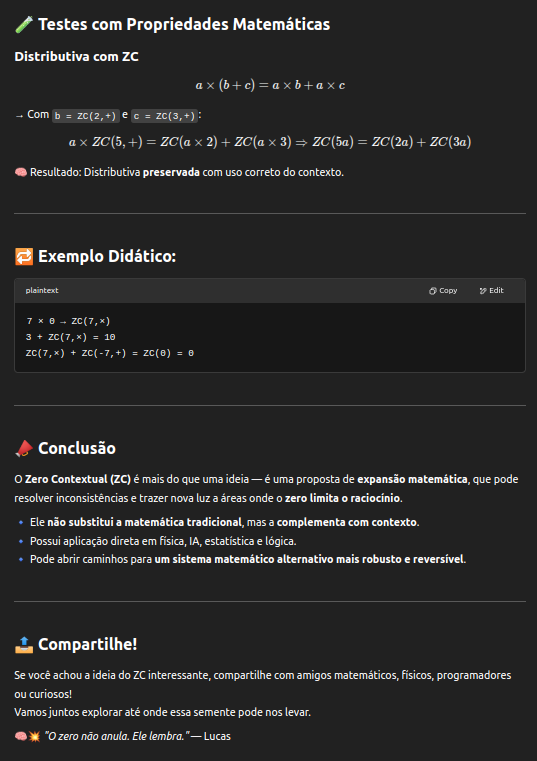 🧪 Testes com Propriedades Matemáticas
Distributiva com ZC
a × (b + c) = a × b + a × c
→ Com b = ZC(2,+) e c = ZC(3,+):
a × ZC(5, +) = ZC(a × 2) + ZC(a × 3) ⇒ ZC(5a) = ZC(2a) + ZC(3a)
🧠 Resultado: Distributiva preservada com uso correto do contexto.
🔁 Exemplo Didático:
plaintext Copy Edit
7 × 0 → ZC(7,×)
3 + ZC(7,×) = 10
ZC(7,×) + ZC(-7,+) = ZC(0) = 0
📣 Conclusão
O Zero Contextual (ZC) é mais do que uma ideia — é uma proposta de expansão matemática, que pode
resolver inconsistências e trazer nova luz a áreas onde o zero limita o raciocínio.
🔹 Ele não substitui a matemática tradicional, mas a complementa com contexto.
🔹 Possui aplicação direta em física, IA, estatística e lógica.
🔹 Pode abrir caminhos para um sistema matemático alternativo mais robusto e reversível.
📤 Compartilhe!
Se você achou a ideia do ZC interessante, compartilhe com amigos matemáticos, físicos, programadores
ou curiosos!
Vamos juntos explorar até onde essa semente pode nos levar.
🧠💥 "O zero não anula. Ele lembra." — Lucas